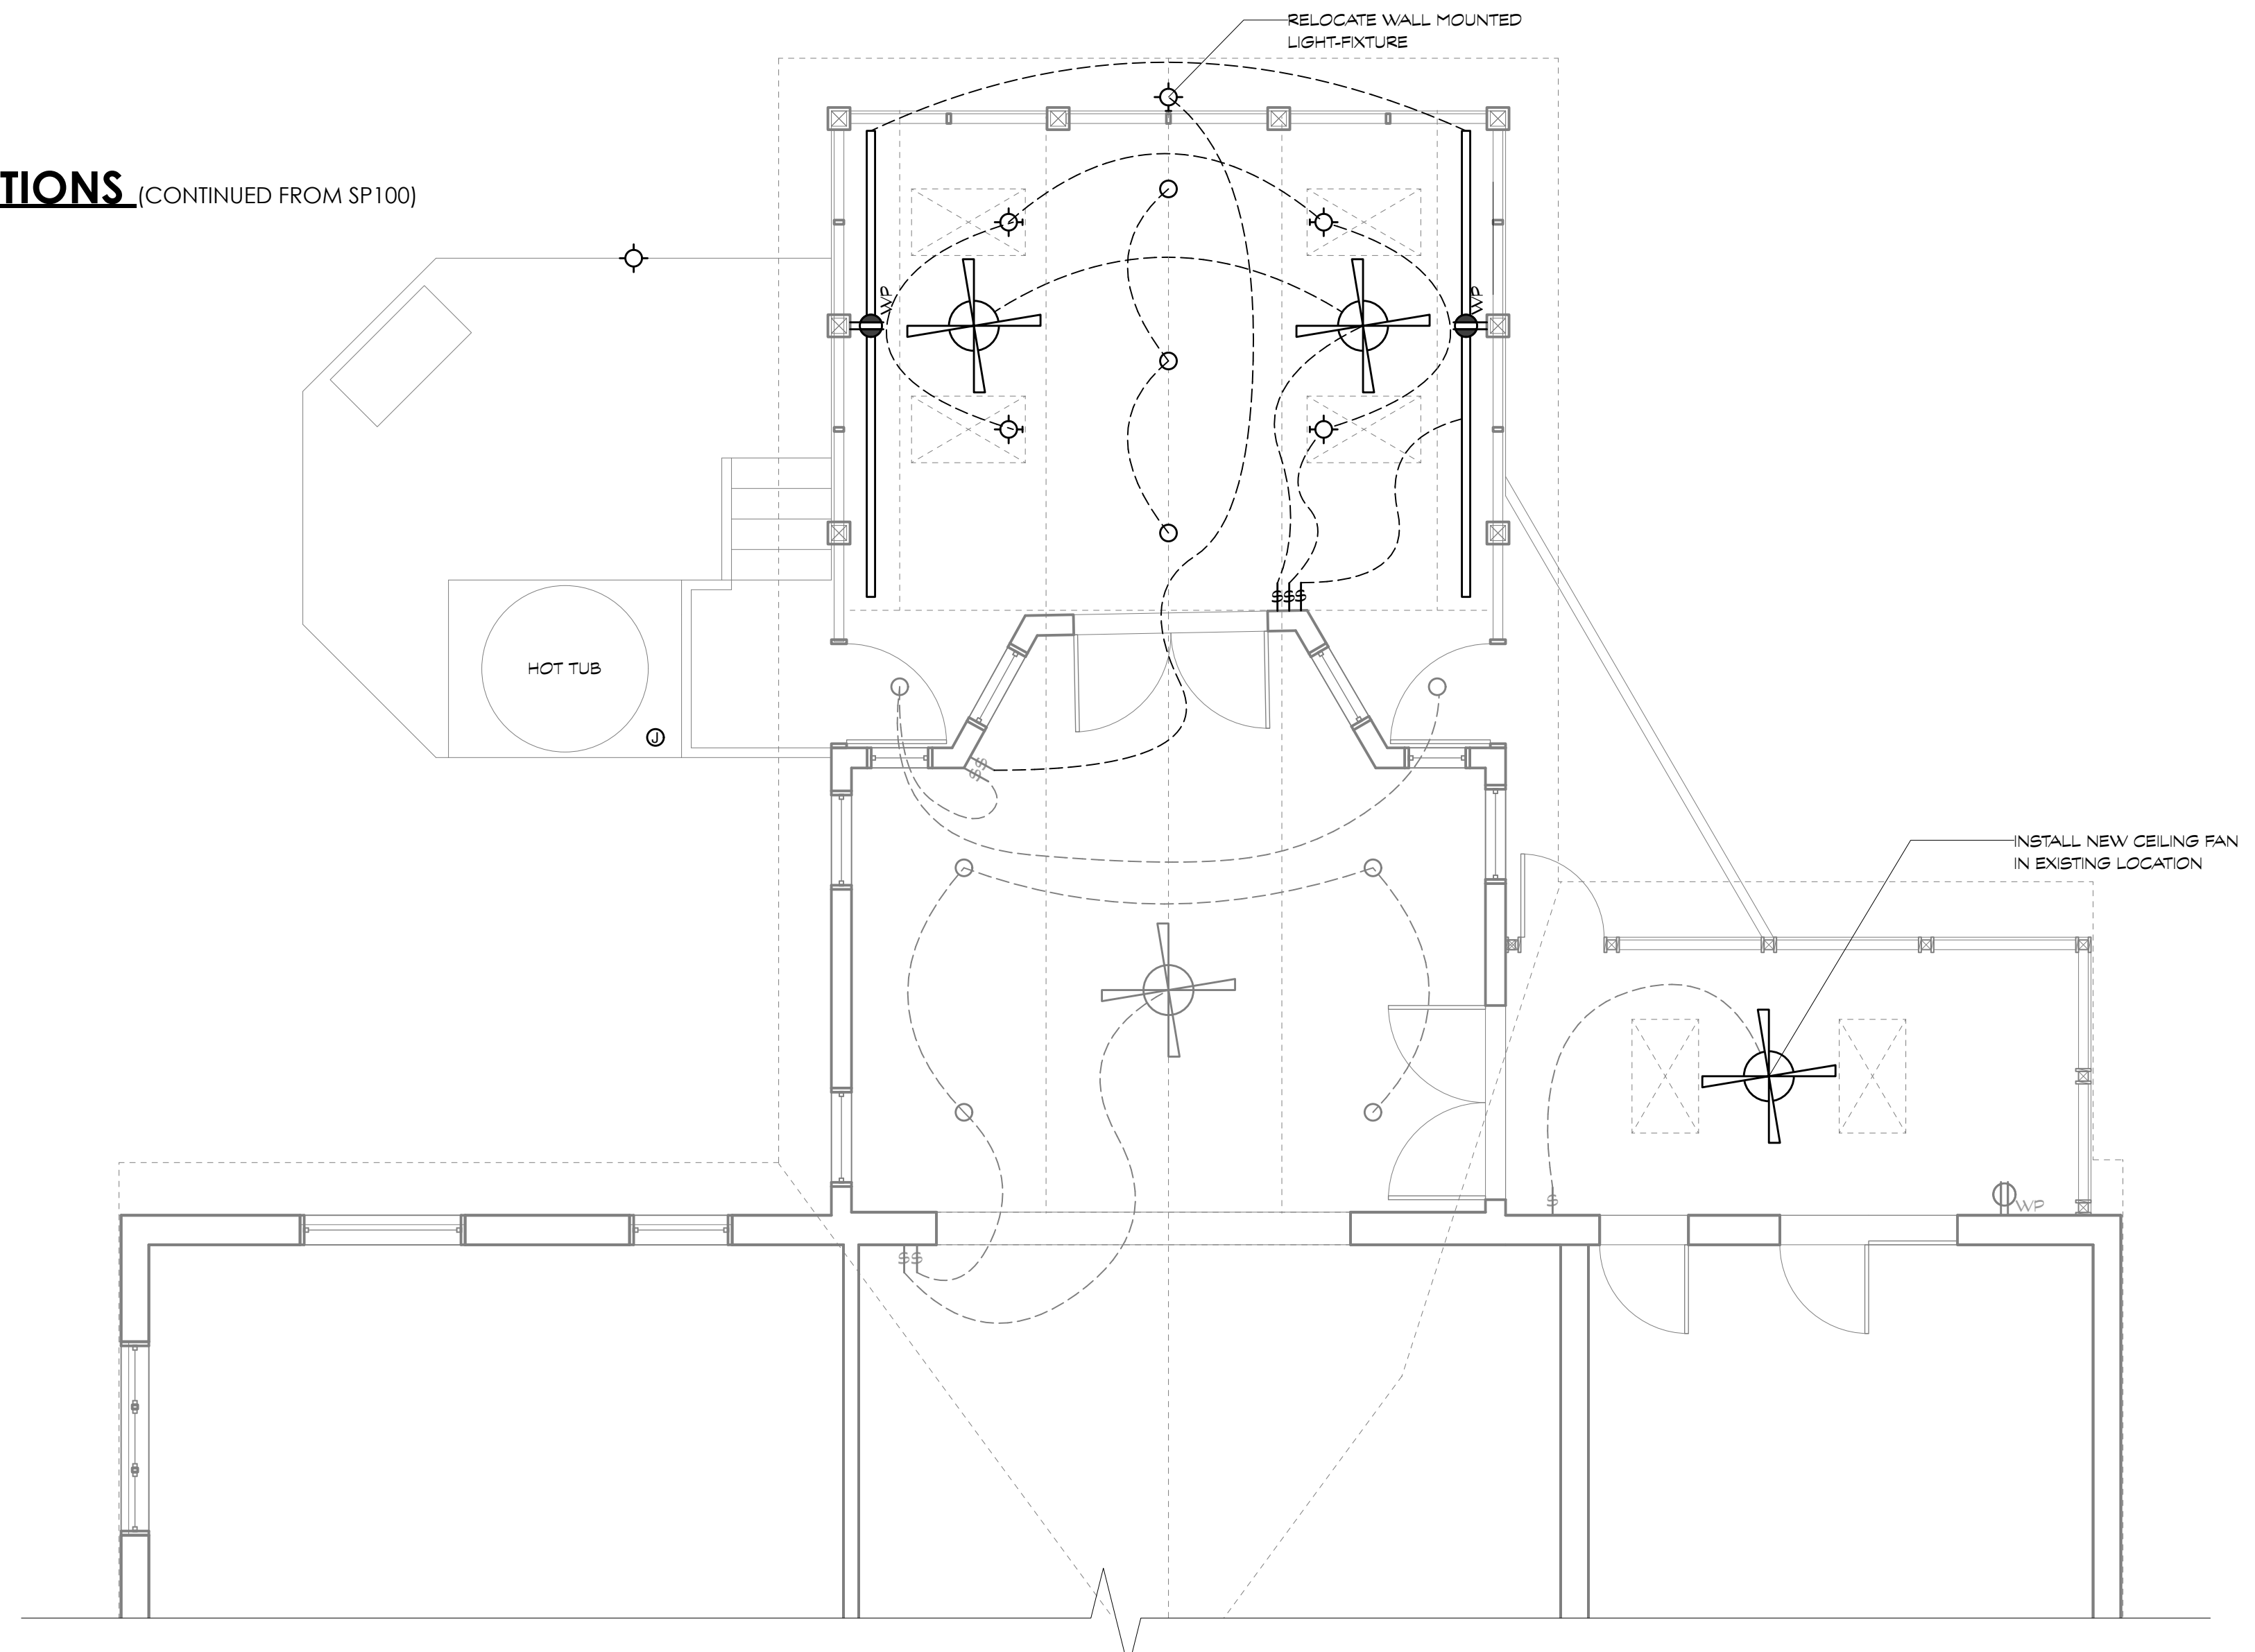 RELOCATE WALL MOUNTED
LIGHT-FIXTURE
TIONS (CONTINUED FROM SP100)
WP
WP
$$$
HOT TUB
J
$$
INSTALL NEW CEILING FAN
IN EXISTING LOCATION
$
WP
$$